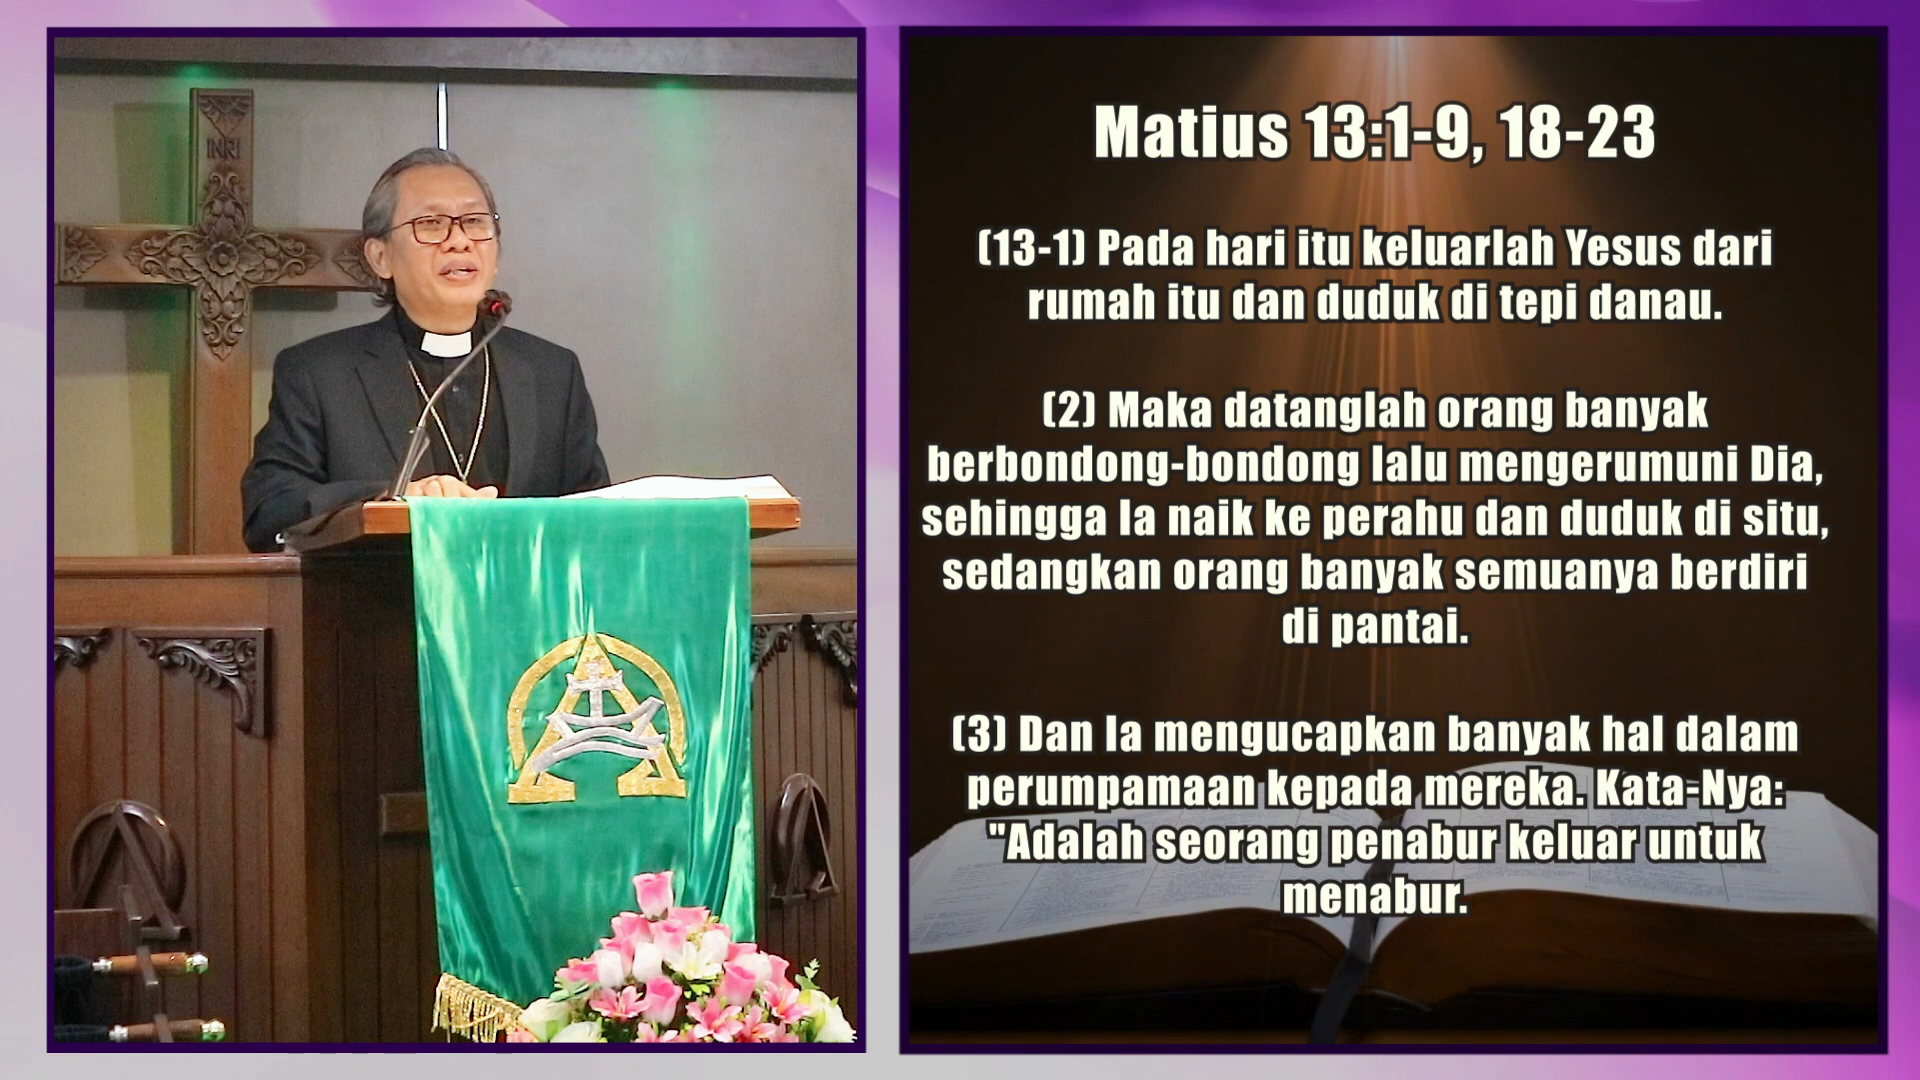 INRI
Matius 13:1-9, 18-23
(13-1) Pada hari itu keluarlah Yesus dari
rumah itu dan duduk di tepi danau.
(2) Maka datanglah orang banyak
berbondong-bondong lalu mengerumuni Dia,
sehingga Ia naik ke perahu dan duduk di situ,
sedangkan orang banyak semuanya berdiri
di pantai.
(3) Dan Ia mengucapkan banyak hal dalam
perumpamaan kepada mereka. Kata-Nya:
"Adalah seorang penabur keluar untuk
menabur.